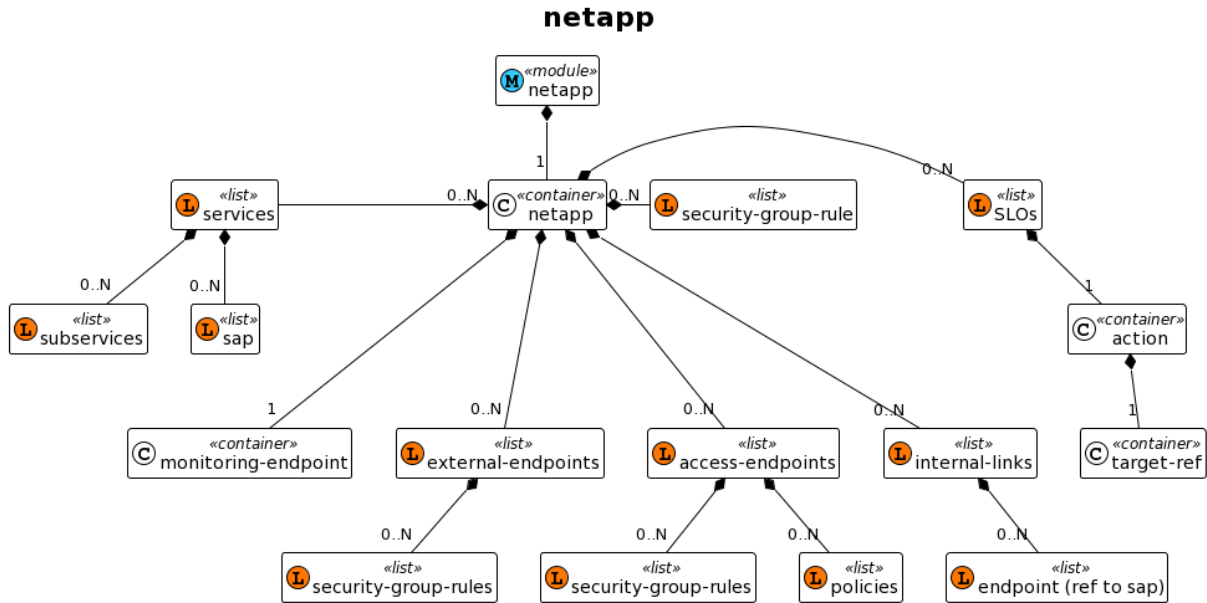 netapp
M «module»
netapp
1
0..N
L «list»
services
0..N
C «container»
netapp
0..N
L «list»
security-group-rule
L «list»
SLOs
0..N
0..N
1
L «list»
subservices
L «list»
sap
C «container»
action
1
0..N
0..N
0..N
1
C «container»
monitoring-endpoint
L «list»
external-endpoints
L «list»
access-endpoints
L «list»
internal-links
C «container»
target-ref
0..N
0..N
0..N
0..N
L «list»
security-group-rules
L «list»
security-group-rules
L «list»
policies
L «list»
endpoint (ref to sap)